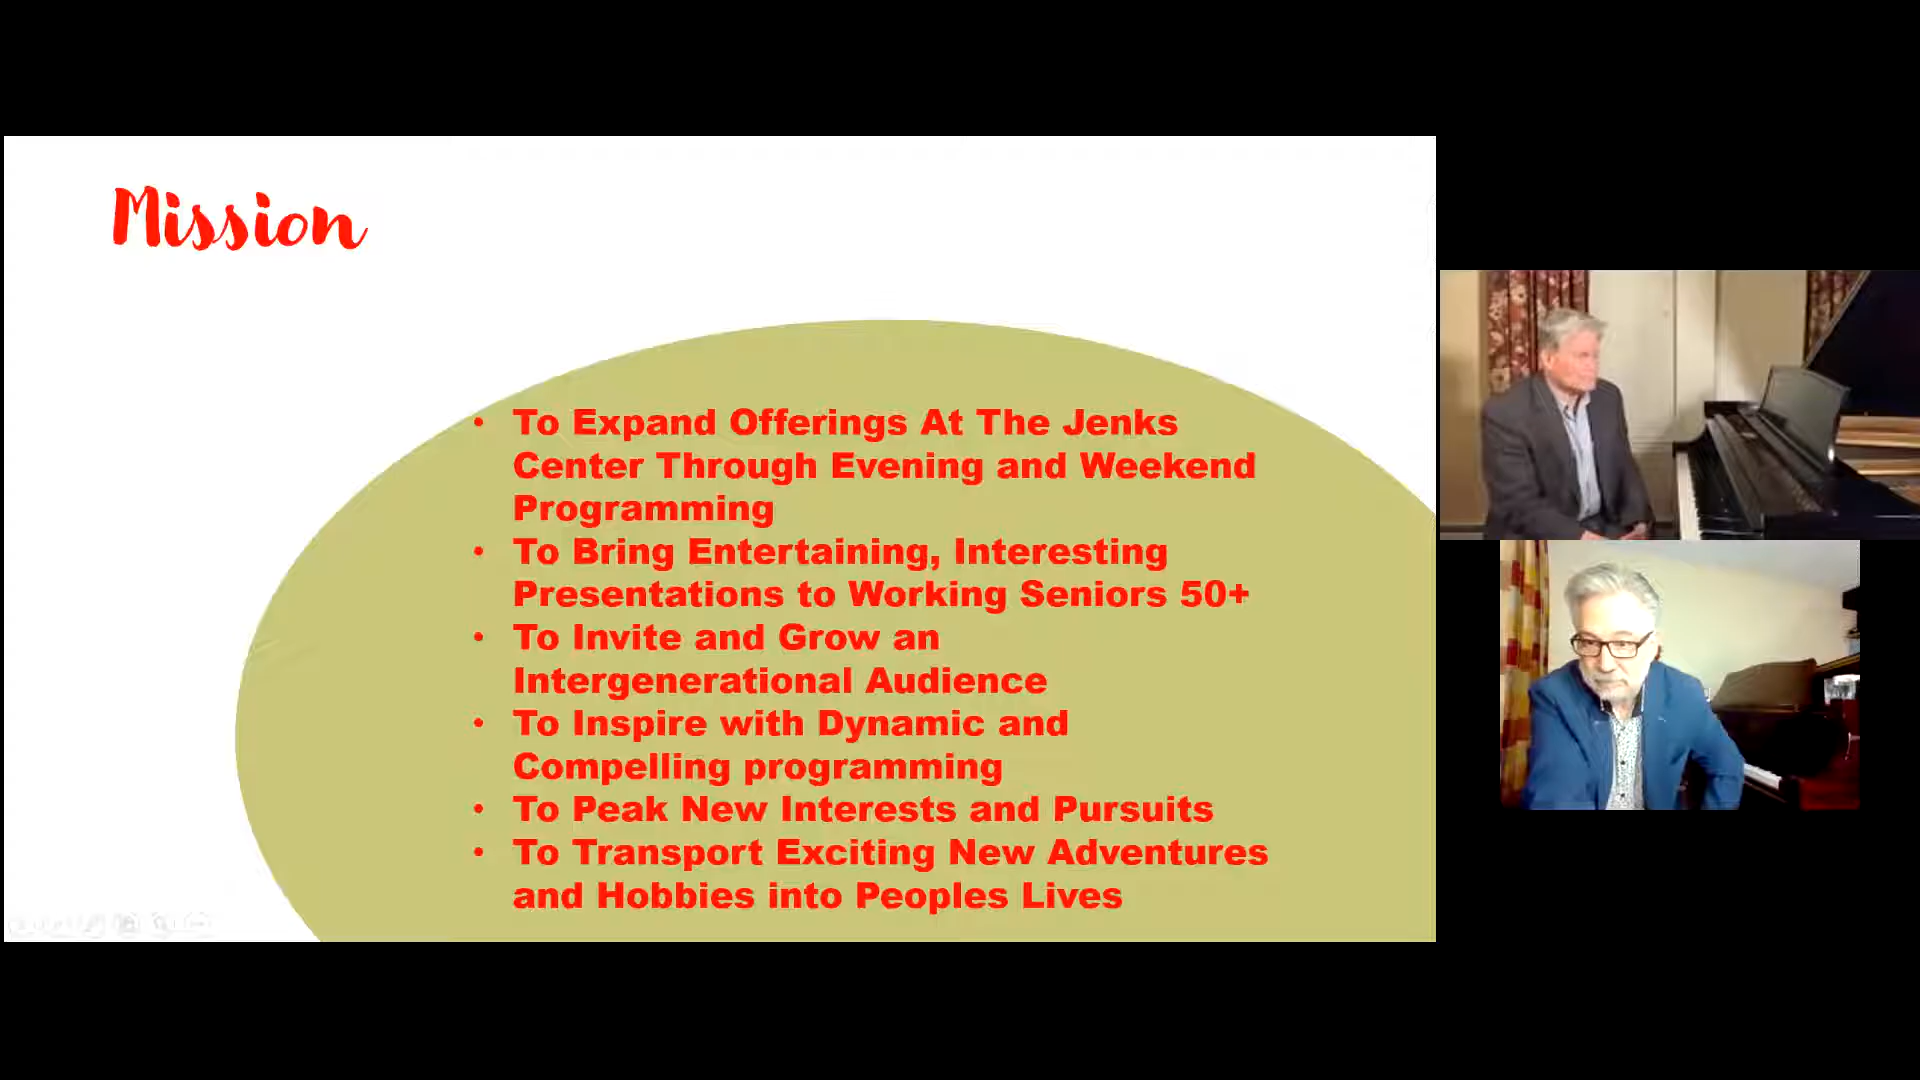 Mission
• To Expand Offerings At The Jenks
Center Through Evening and Weekend
Programming
• To Bring Entertaining, Interesting
Presentations to Working Seniors 50+
• To Invite and Grow an
Intergenerational Audience
• To Inspire with Dynamic and
Compelling programming
• To Peak New Interests and Pursuits
• To Transport Exciting New Adventures
and Hobbies into Peoples Lives